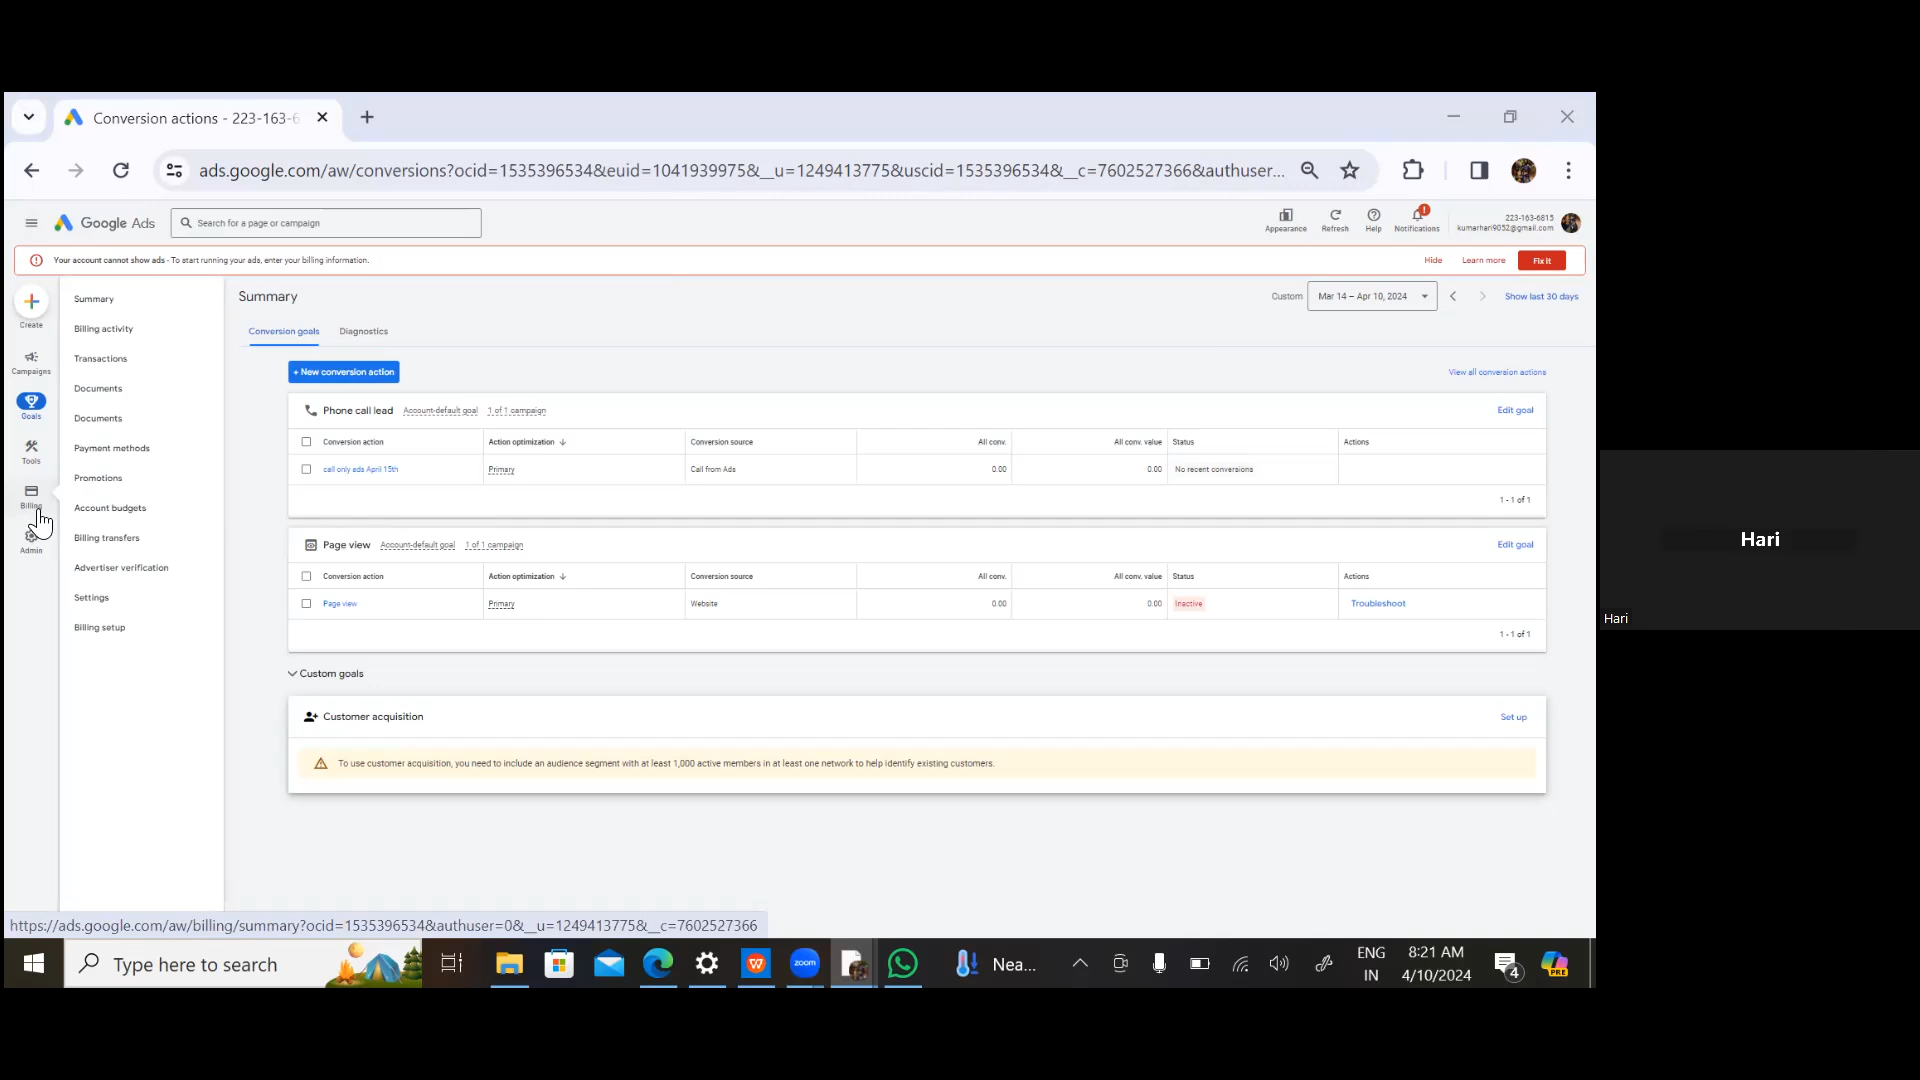 Conversion actions - 223-163-6
ads.google.com/aw/conversions?ocid=1535396534&euid=1041939975&__u=1249413775&uscid=1535396534&__c=7602527366&authuser...
Google Ads
Search for a page or campaign
Appearance
Refresh
Help
Notifications
223-163-6815
kumarhari9052@gmail.com
Your account cannot show ads - To start running your ads, enter your billing information.
Hide
Learn more
Fix it
Create
Campaigns
Goals
Tools
Billing
Admin
Summary
Billing activity
Transactions
Documents
Documents
Payment methods
Promotions
Account budgets
Billing transfers
Advertiser verification
Settings
Billing setup
Summary
Custom
Mar 14 – Apr 10, 2024
Show last 30 days
Conversion goals
Diagnostics
+ New conversion action
View all conversion actions
Phone call lead Account-default goal 1 of 1 campaign Edit goal
Conversion action Action optimization Conversion source All conv. All conv. value Status Actions
call only ads April 15th Primary Call from Ads 0.00 0.00 No recent conversions
1 - 1 of 1
Page view Account-default goal 1 of 1 campaign Edit goal
Conversion action Action optimization Conversion source All conv. All conv. value Status Actions
Page view Primary Website 0.00 0.00 Inactive Troubleshoot
1 - 1 of 1
Custom goals
Customer acquisition Set up
To use customer acquisition, you need to include an audience segment with at least 1,000 active members in at least one network to help identify existing customers.
https://ads.google.com/aw/billing/summary?ocid=1535396534&authuser=0&__u=1249413775&__c=7602527366
Type here to search
zoom
Nea...
ENG
IN
8:21 AM
4/10/2024
4
PRE
Hari
Hari